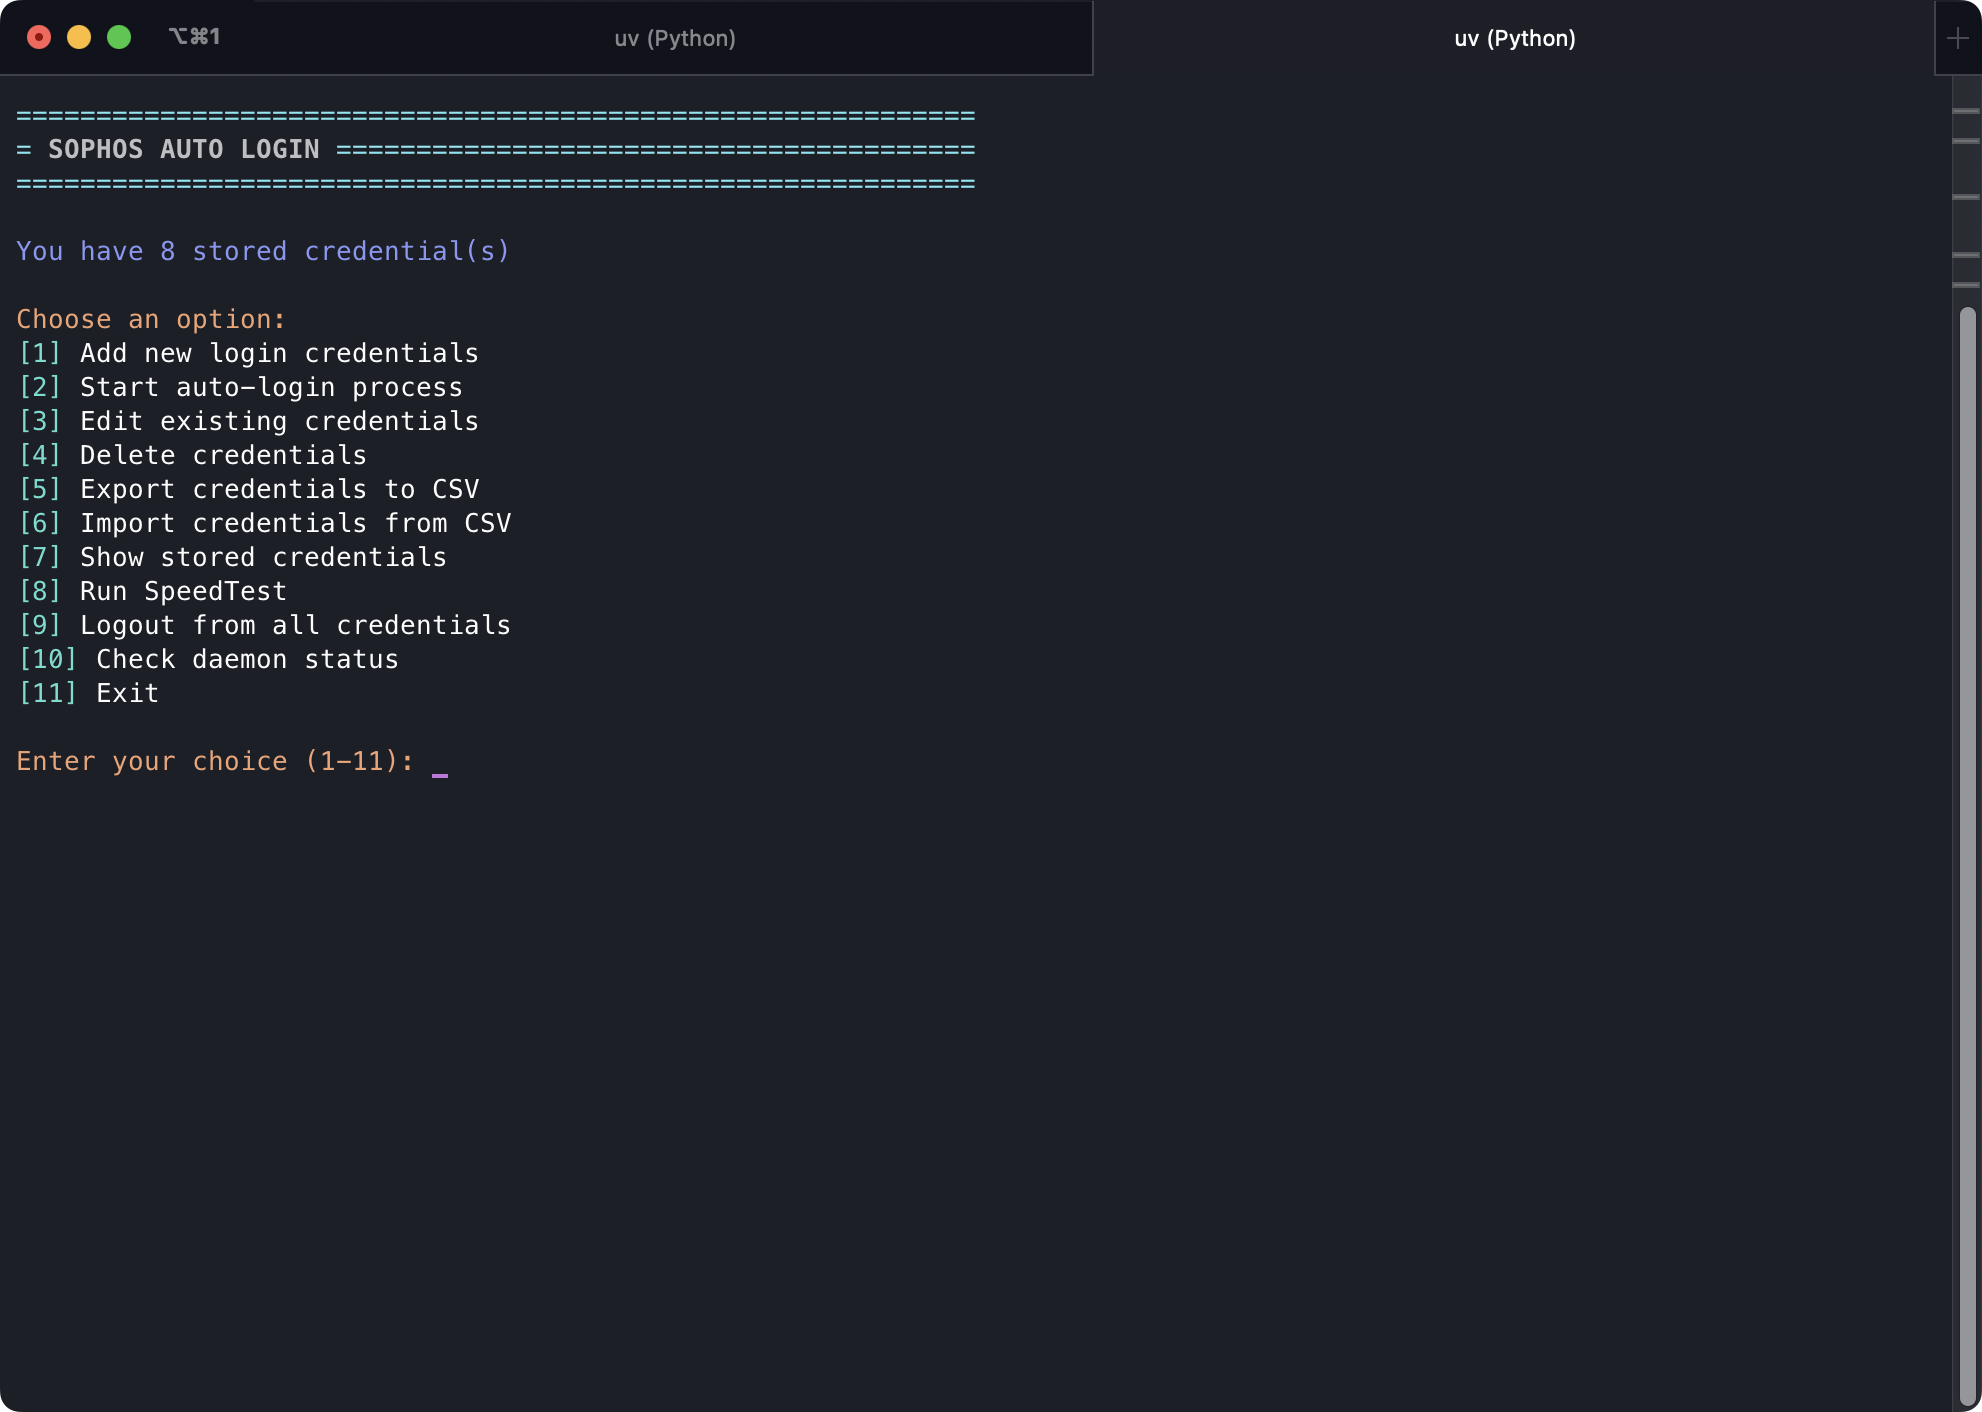 ⌥⌘1
uv (Python)
uv (Python)
+
============================================================
= SOPHOS AUTO LOGIN ========================================
============================================================
You have 8 stored credential(s)
Choose an option:
[1] Add new login credentials
[2] Start auto-login process
[3] Edit existing credentials
[4] Delete credentials
[5] Export credentials to CSV
[6] Import credentials from CSV
[7] Show stored credentials
[8] Run SpeedTest
[9] Logout from all credentials
[10] Check daemon status
[11] Exit
Enter your choice (1-11): _